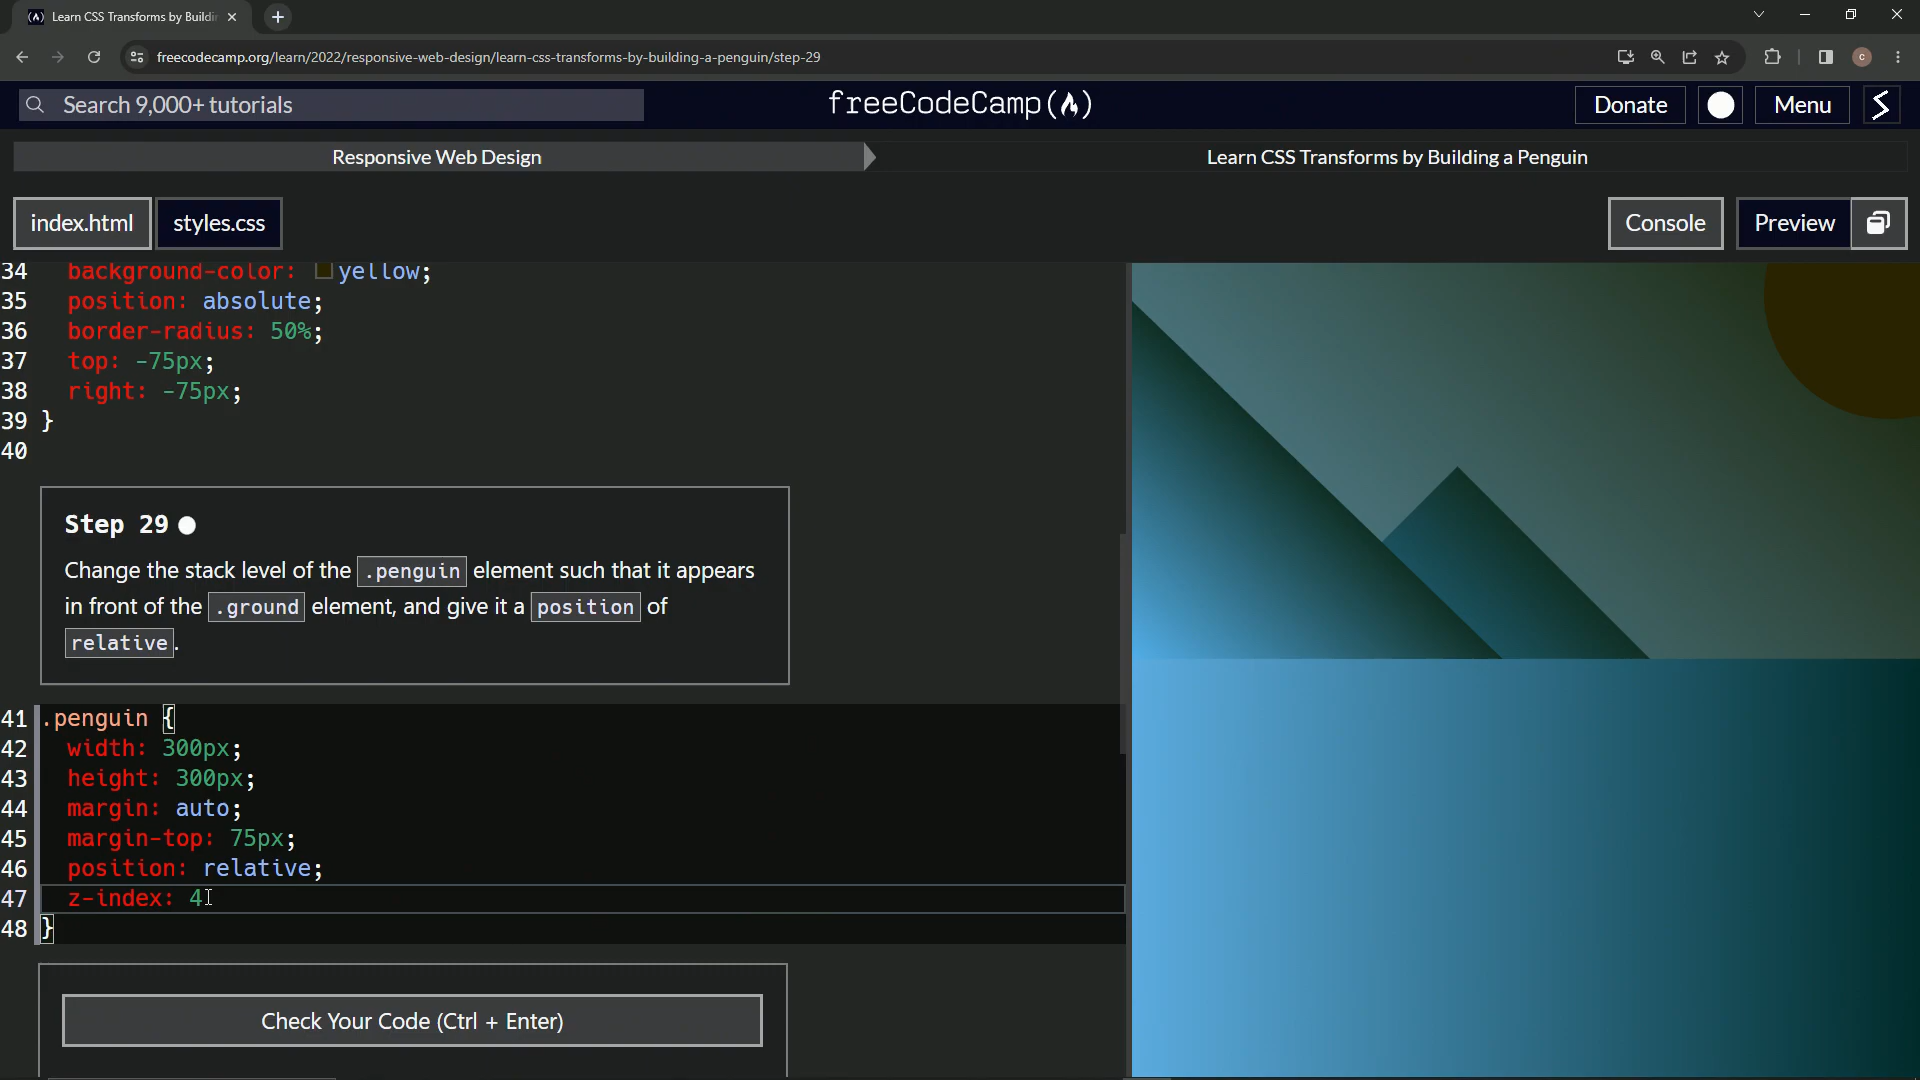 Learn CSS Transforms by Buildin
freecodecamp.org/learn/2022/responsive-web-design/learn-css-transforms-by-building-a-penguin/step-29
C
Search 9,000+ tutorials
freeCodeCamp
Donate
Menu
Responsive Web Design
Learn CSS Transforms by Building a Penguin
index.html
styles.css
Console
Preview
34 background-color: yellow;
35 position: absolute;
36 border-radius: 50%;
37 top: -75px;
38 right: -75px;
39 }
40
Step 29
Change the stack level of the .penguin element such that it appears
in front of the .ground element, and give it a position of
relative.
41 .penguin {
42 width: 300px;
43 height: 300px;
44 margin: auto;
45 margin-top: 75px;
46 position: relative;
47 z-index: 4
48 }
Check Your Code (Ctrl + Enter)